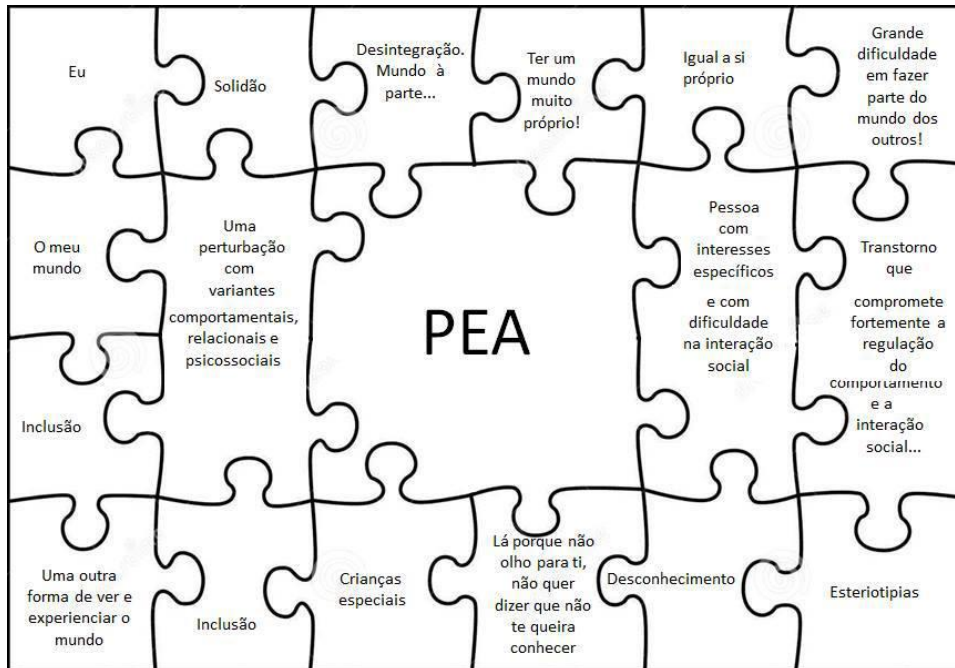 Eu
Solidão
Desintegração.
Mundo à
parte...
Ter um
mundo
muito
próprio!
Igual a si
próprio
Grande
dificuldade
em fazer
parte do
mundo dos
outros!
O meu
mundo
Uma
perturbação
com
variantes
comportamentais,
relacionais e
psicossociais
PEA
Pessoa
com
interesses
específicos
e com
dificuldade
na interação
social
Transtorno
que
compromete
fortemente a
regulação
do
comportamento
e a
interação
social...
Inclusão
Uma outra
forma de ver e
experienciar o
mundo
Inclusão
Crianças
especiais
Lá porque não
olho para ti,
não quer
dizer que não
te queira
conhecer
Desconhecimento
Esteriotipias